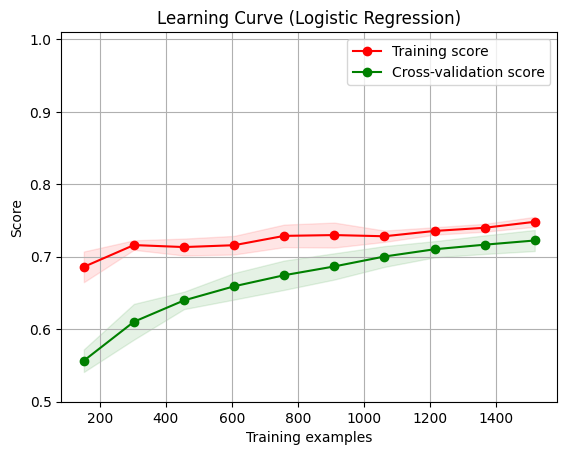 Learning Curve (Logistic Regression)
Training score
Cross-validation score
Score
1.0
0.9
0.8
0.7
0.6
0.5
200 400 600 800 1000 1200 1400
Training examples